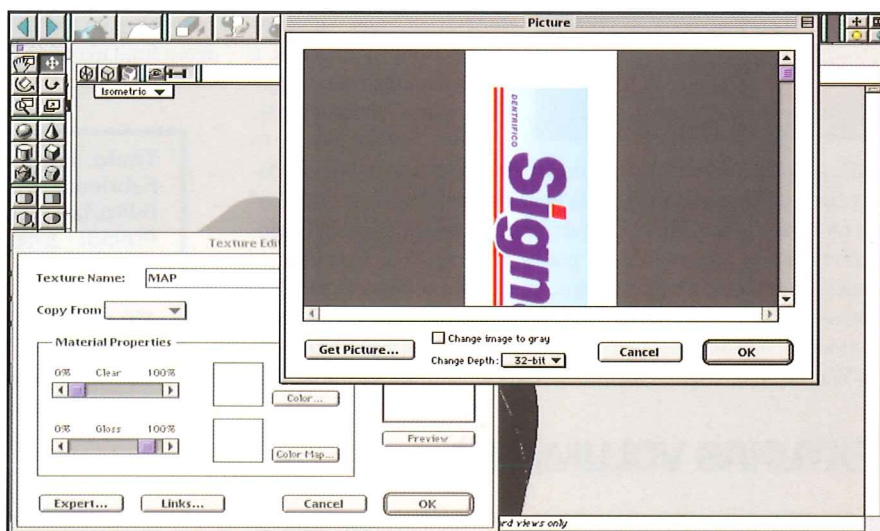 Picture
Isometric
DENTRIFICO
Sign
Texture Edi
Texture Name: MAP
Copy From
Material Properties
0% Clear 100%
Color...
0% Gloss 100%
Color Map...
Preview
Expert... Links... Cancel OK
Get Picture...
Change image to gray
Change Depth: 32-bit
Cancel OK
rd views only